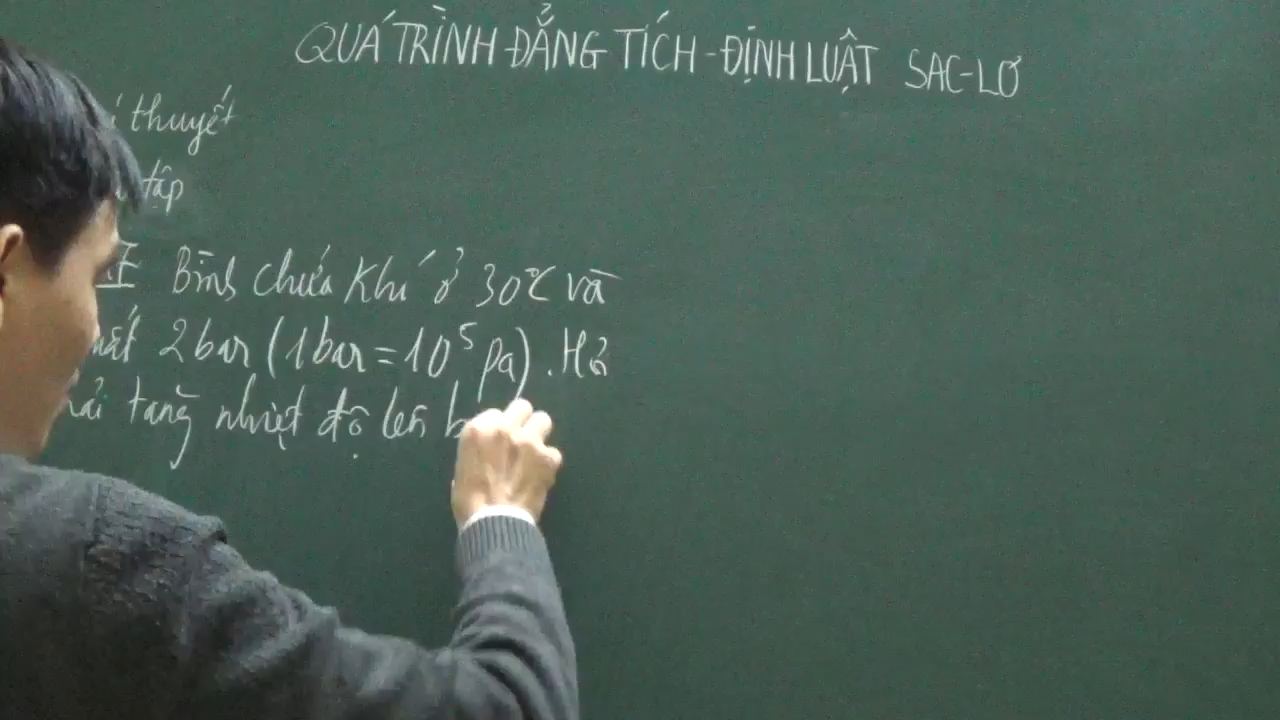 QUÁ TRÌNH ĐẲNG TÍCH - ĐỊNH LUẬT SAC-LƠ
thuyết
tập
Bình chứa khí ở 30°C và
2 bar (1 bar = 10⁵ pa). Hỏi
tăng nhiệt độ lên